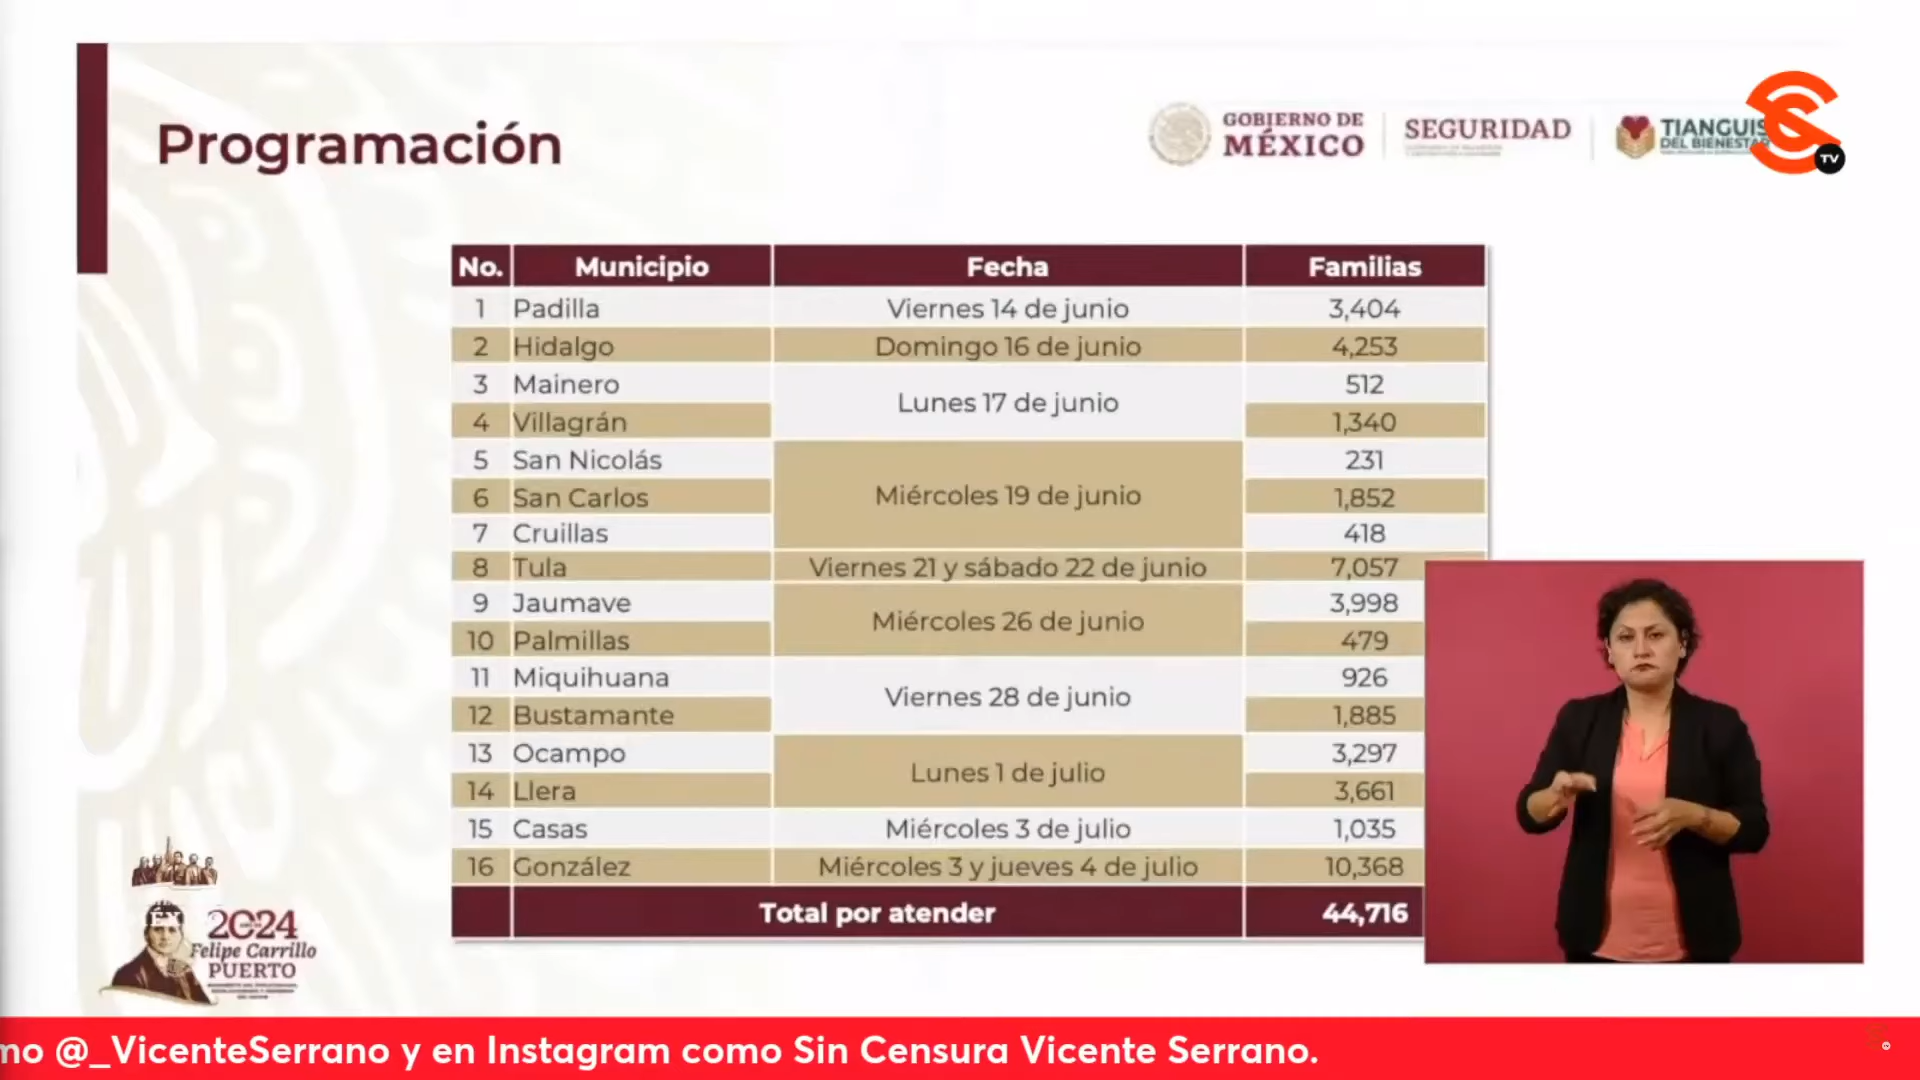 Programación
GOBIERNO DE
MÉXICO
SEGURIDAD
TIANGUIS
DEL BIENESTAR
TV
No. Municipio Fecha Familias
1 Padilla Viernes 14 de junio 3,404
2 Hidalgo Domingo 16 de junio 4,253
3 Mainero Lunes 17 de junio 512
4 Villagrán 1,340
5 San Nicolás Miércoles 19 de junio 231
6 San Carlos 1,852
7 Cruillas 418
8 Tula Viernes 21 y sábado 22 de junio 7,057
9 Jaumave Miércoles 26 de junio 3,998
10 Palmillas 479
11 Miquihuana Viernes 28 de junio 926
12 Bustamante 1,885
13 Ocampo Lunes 1 de julio 3,297
14 Llera 3,661
15 Casas Miércoles 3 de julio 1,035
16 González Miércoles 3 y jueves 4 de julio 10,368
Total por atender 44,716
2024
Felipe Carrillo
PUERTO
mo @_VicenteSerrano y en Instagram como Sin Censura Vicente Serrano.